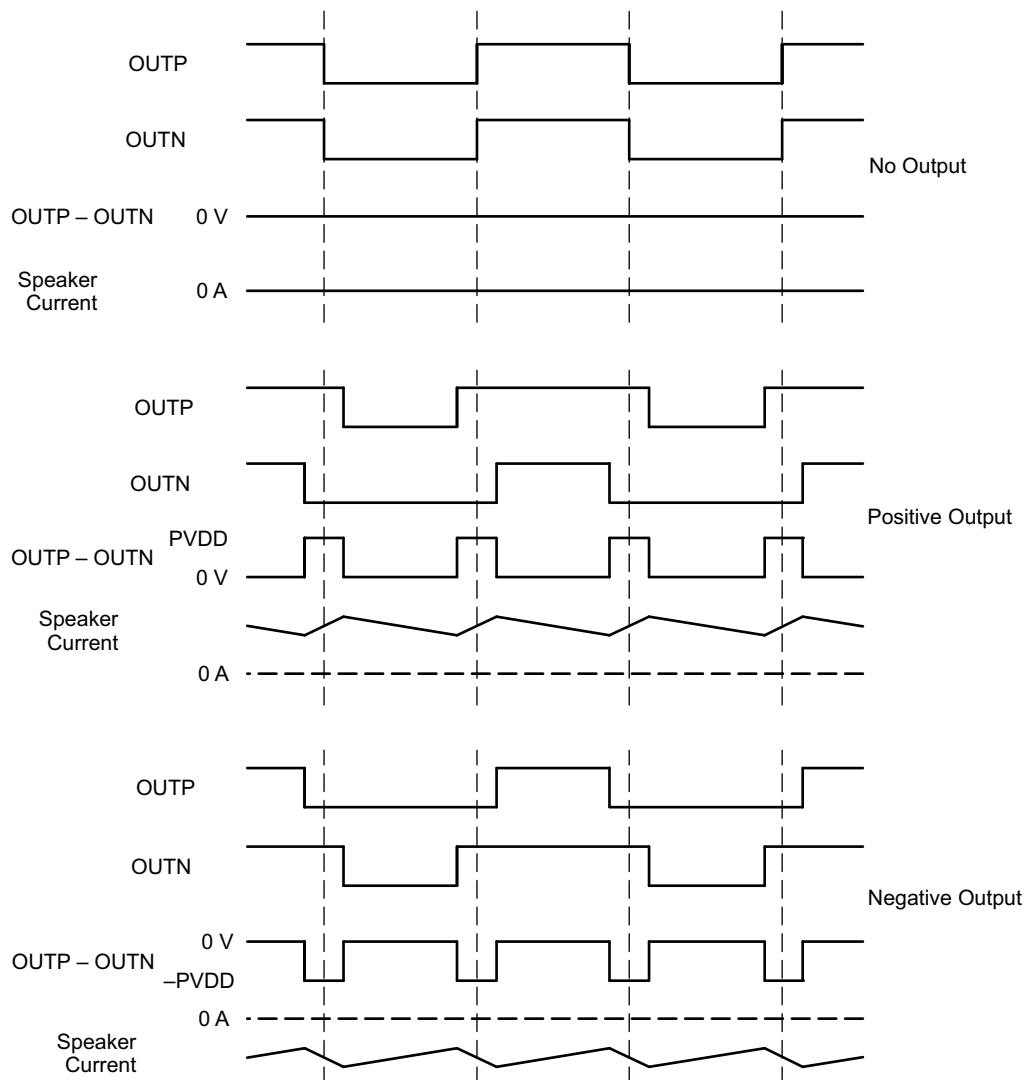 OUTP
OUTN
No Output
OUTP – OUTN 0 V
Speaker
Current 0 A
OUTP
OUTN
Positive Output
PVDD
OUTP – OUTN
0 V
Speaker
Current
0 A
OUTP
OUTN
Negative Output
0 V
OUTP – OUTN
–PVDD
0 A
Speaker
Current